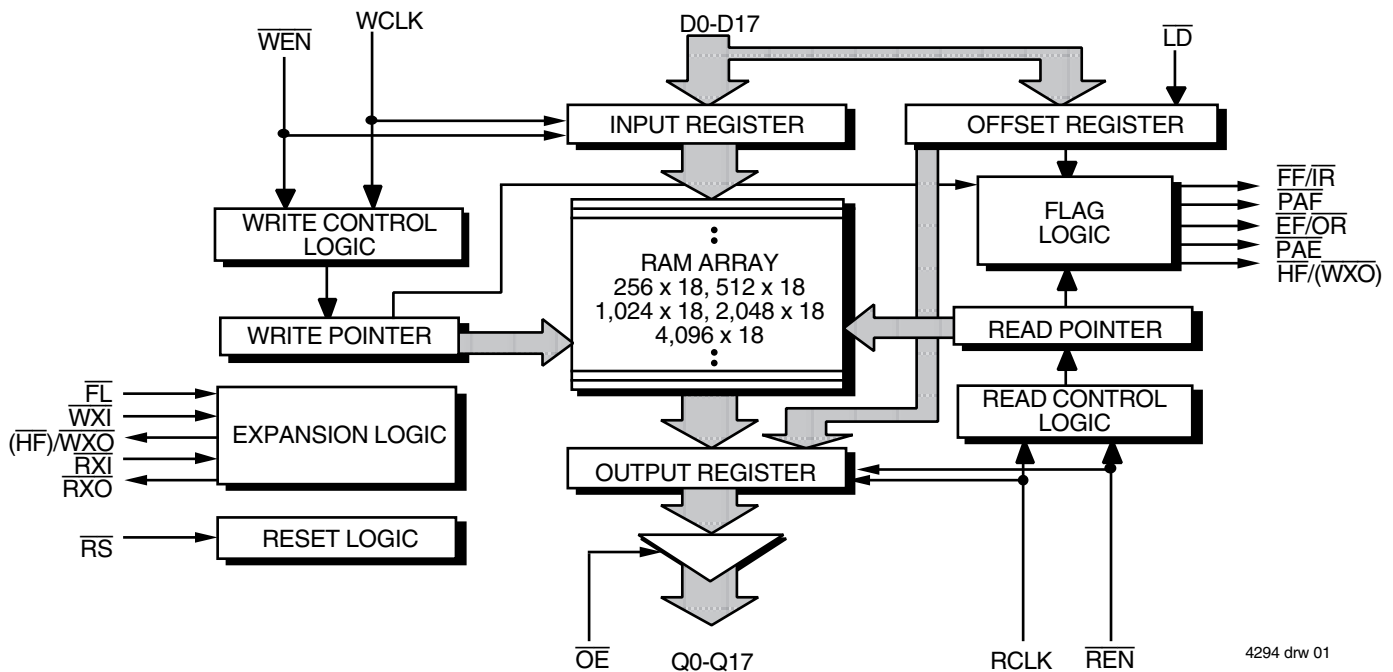 WEN
WCLK
D0-D17
LD
INPUT REGISTER
OFFSET REGISTER
WRITE CONTROL
LOGIC
FLAG
LOGIC
FF/IR
PAF
EF/OR
PAE
HF/(WXO)
RAM ARRAY
256 x 18, 512 x 18
1,024 x 18, 2,048 x 18
4,096 x 18
WRITE POINTER
READ POINTER
FL
WXI
(HF)/WXO
RXI
RXO
EXPANSION LOGIC
READ CONTROL
LOGIC
OUTPUT REGISTER
RS
RESET LOGIC
OE
Q0-Q17
RCLK
REN
4294 drw 01